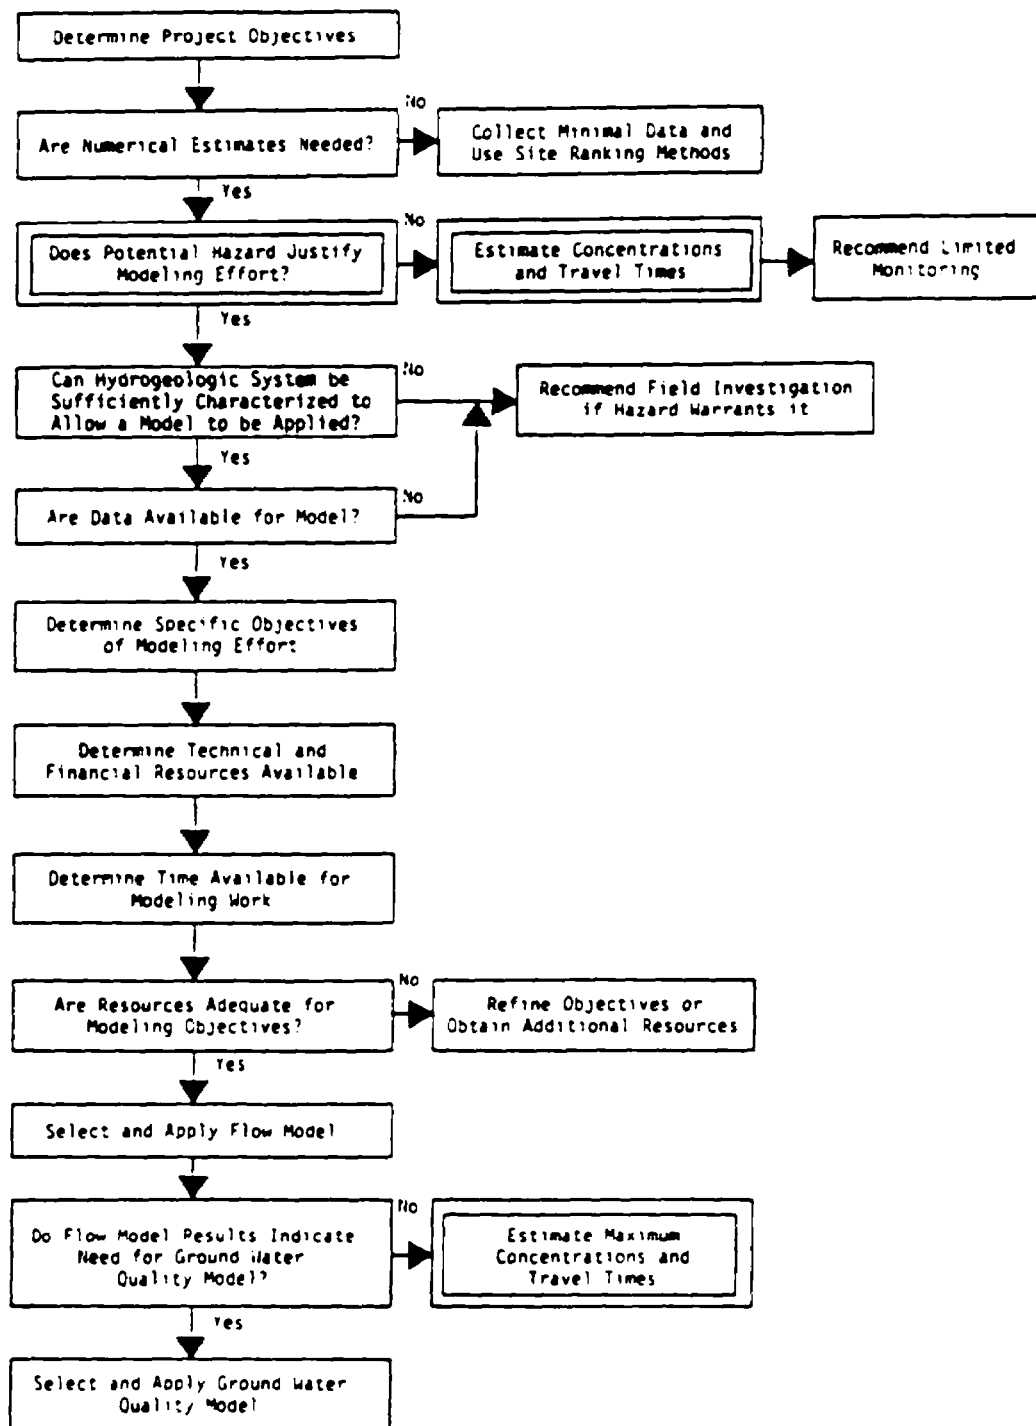 Determine Project Objectives
No
Are Numerical Estimates Needed?
Collect Minimal Data and
Use Site Ranking Methods
Yes
No
Does Potential Hazard Justify
Modeling Effort?
Estimate Concentrations
and Travel Times
Recommend Limited
Monitoring
Yes
Can Hydrogeologic System be
Sufficiently Characterized to
Allow a Model to be Applied?
No
Recommend Field Investigation
if Hazard Warrants it
Yes
No
Are Data Available for Model?
Yes
Determine Specific Objectives
of Modeling Effort
Determine Technical and
Financial Resources Available
Determine Time Available for
Modeling Work
No
Are Resources Adequate for
Modeling Objectives?
Refine Objectives or
Obtain Additional Resources
Yes
Select and Apply Flow Model
No
Do Flow Model Results Indicate
Need for Ground Water
Quality Model?
Estimate Maximum
Concentrations and
Travel Times
Yes
Select and Apply Ground Water
Quality Model